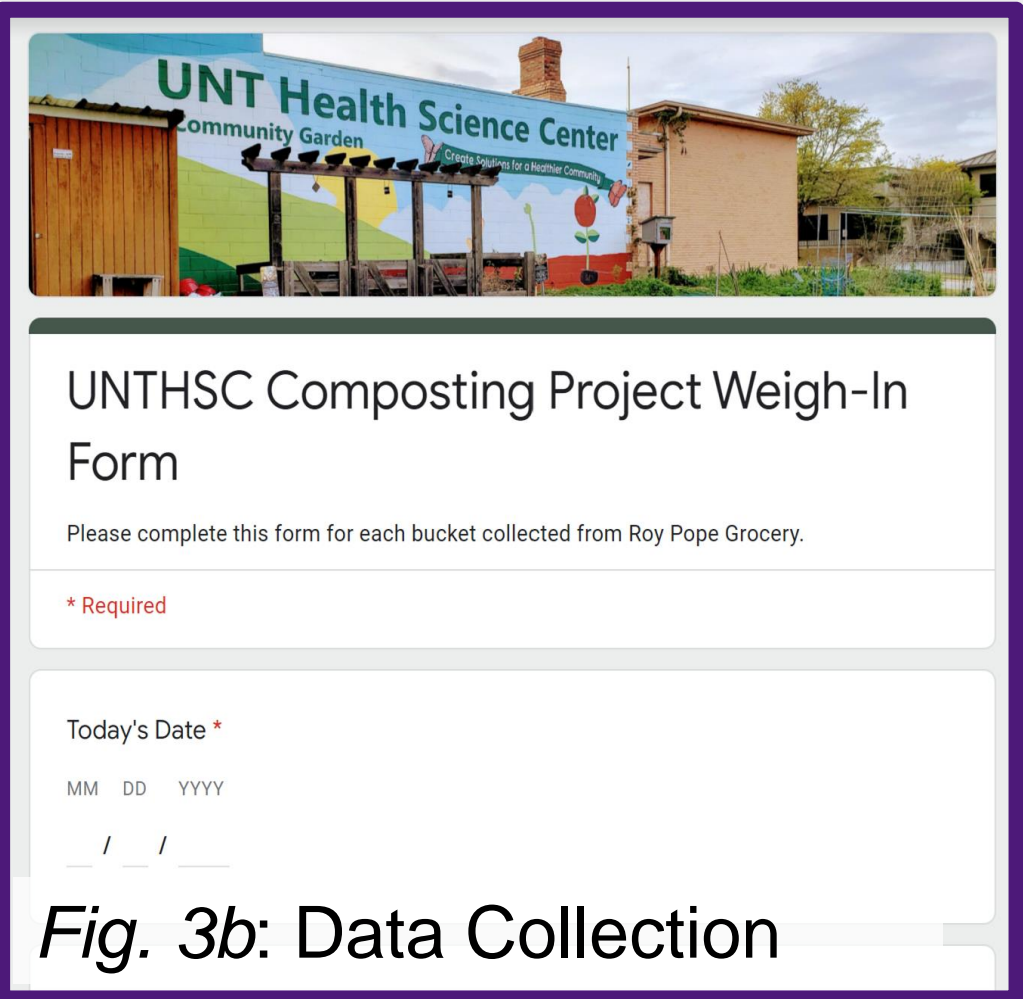 UNT Health Science Center
Community Garden
Create Solutions for a Healthier Community
UNTHSC Composting Project Weigh-In
Form
Please complete this form for each bucket collected from Roy Pope Grocery.
* Required
Today's Date *
MM DD YYYY
/ /
Fig. 3b: Data Collection